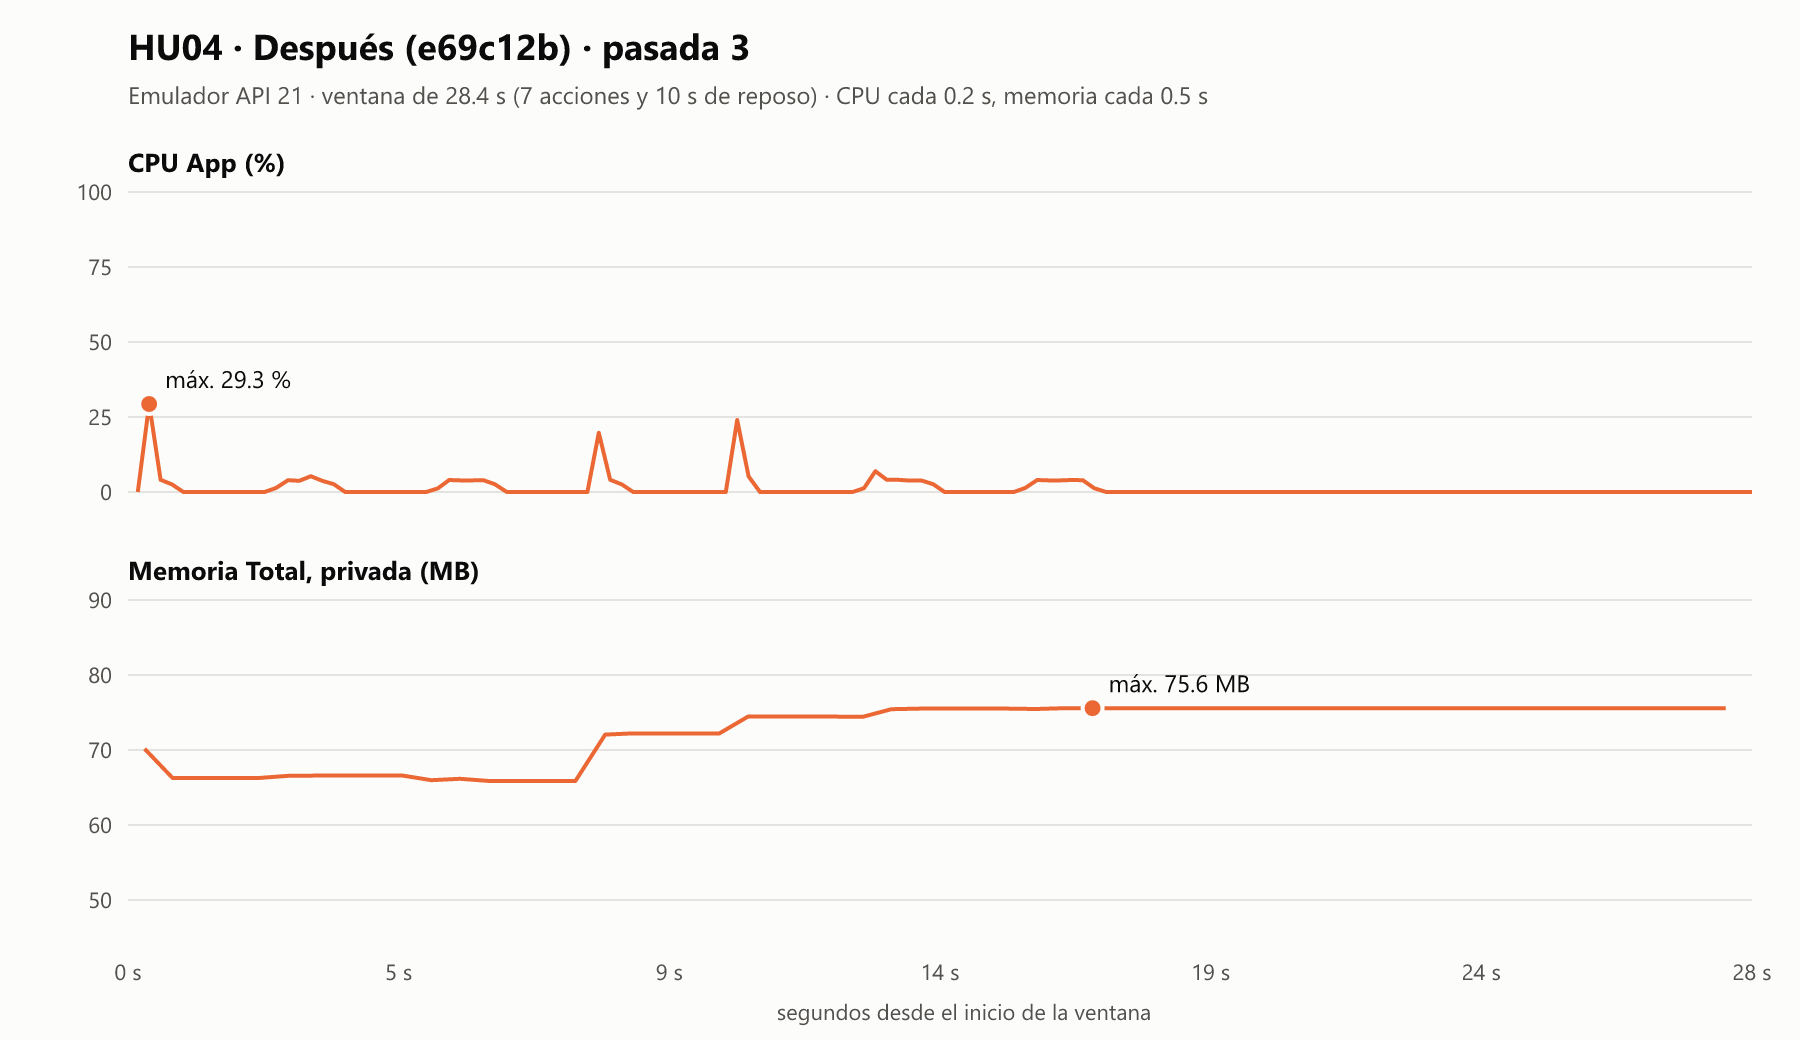 HU04 · Después (e69c12b) · pasada 3
Emulador API 21 · ventana de 28.4 s (7 acciones y 10 s de reposo) · CPU cada 0.2 s, memoria cada 0.5 s
CPU App (%)
100
75
50
máx. 29.3 %
25
0
Memoria Total, privada (MB)
90
80
máx. 75.6 MB
70
60
50
0 s 5 s 9 s 14 s 19 s 24 s 28 s
segundos desde el inicio de la ventana